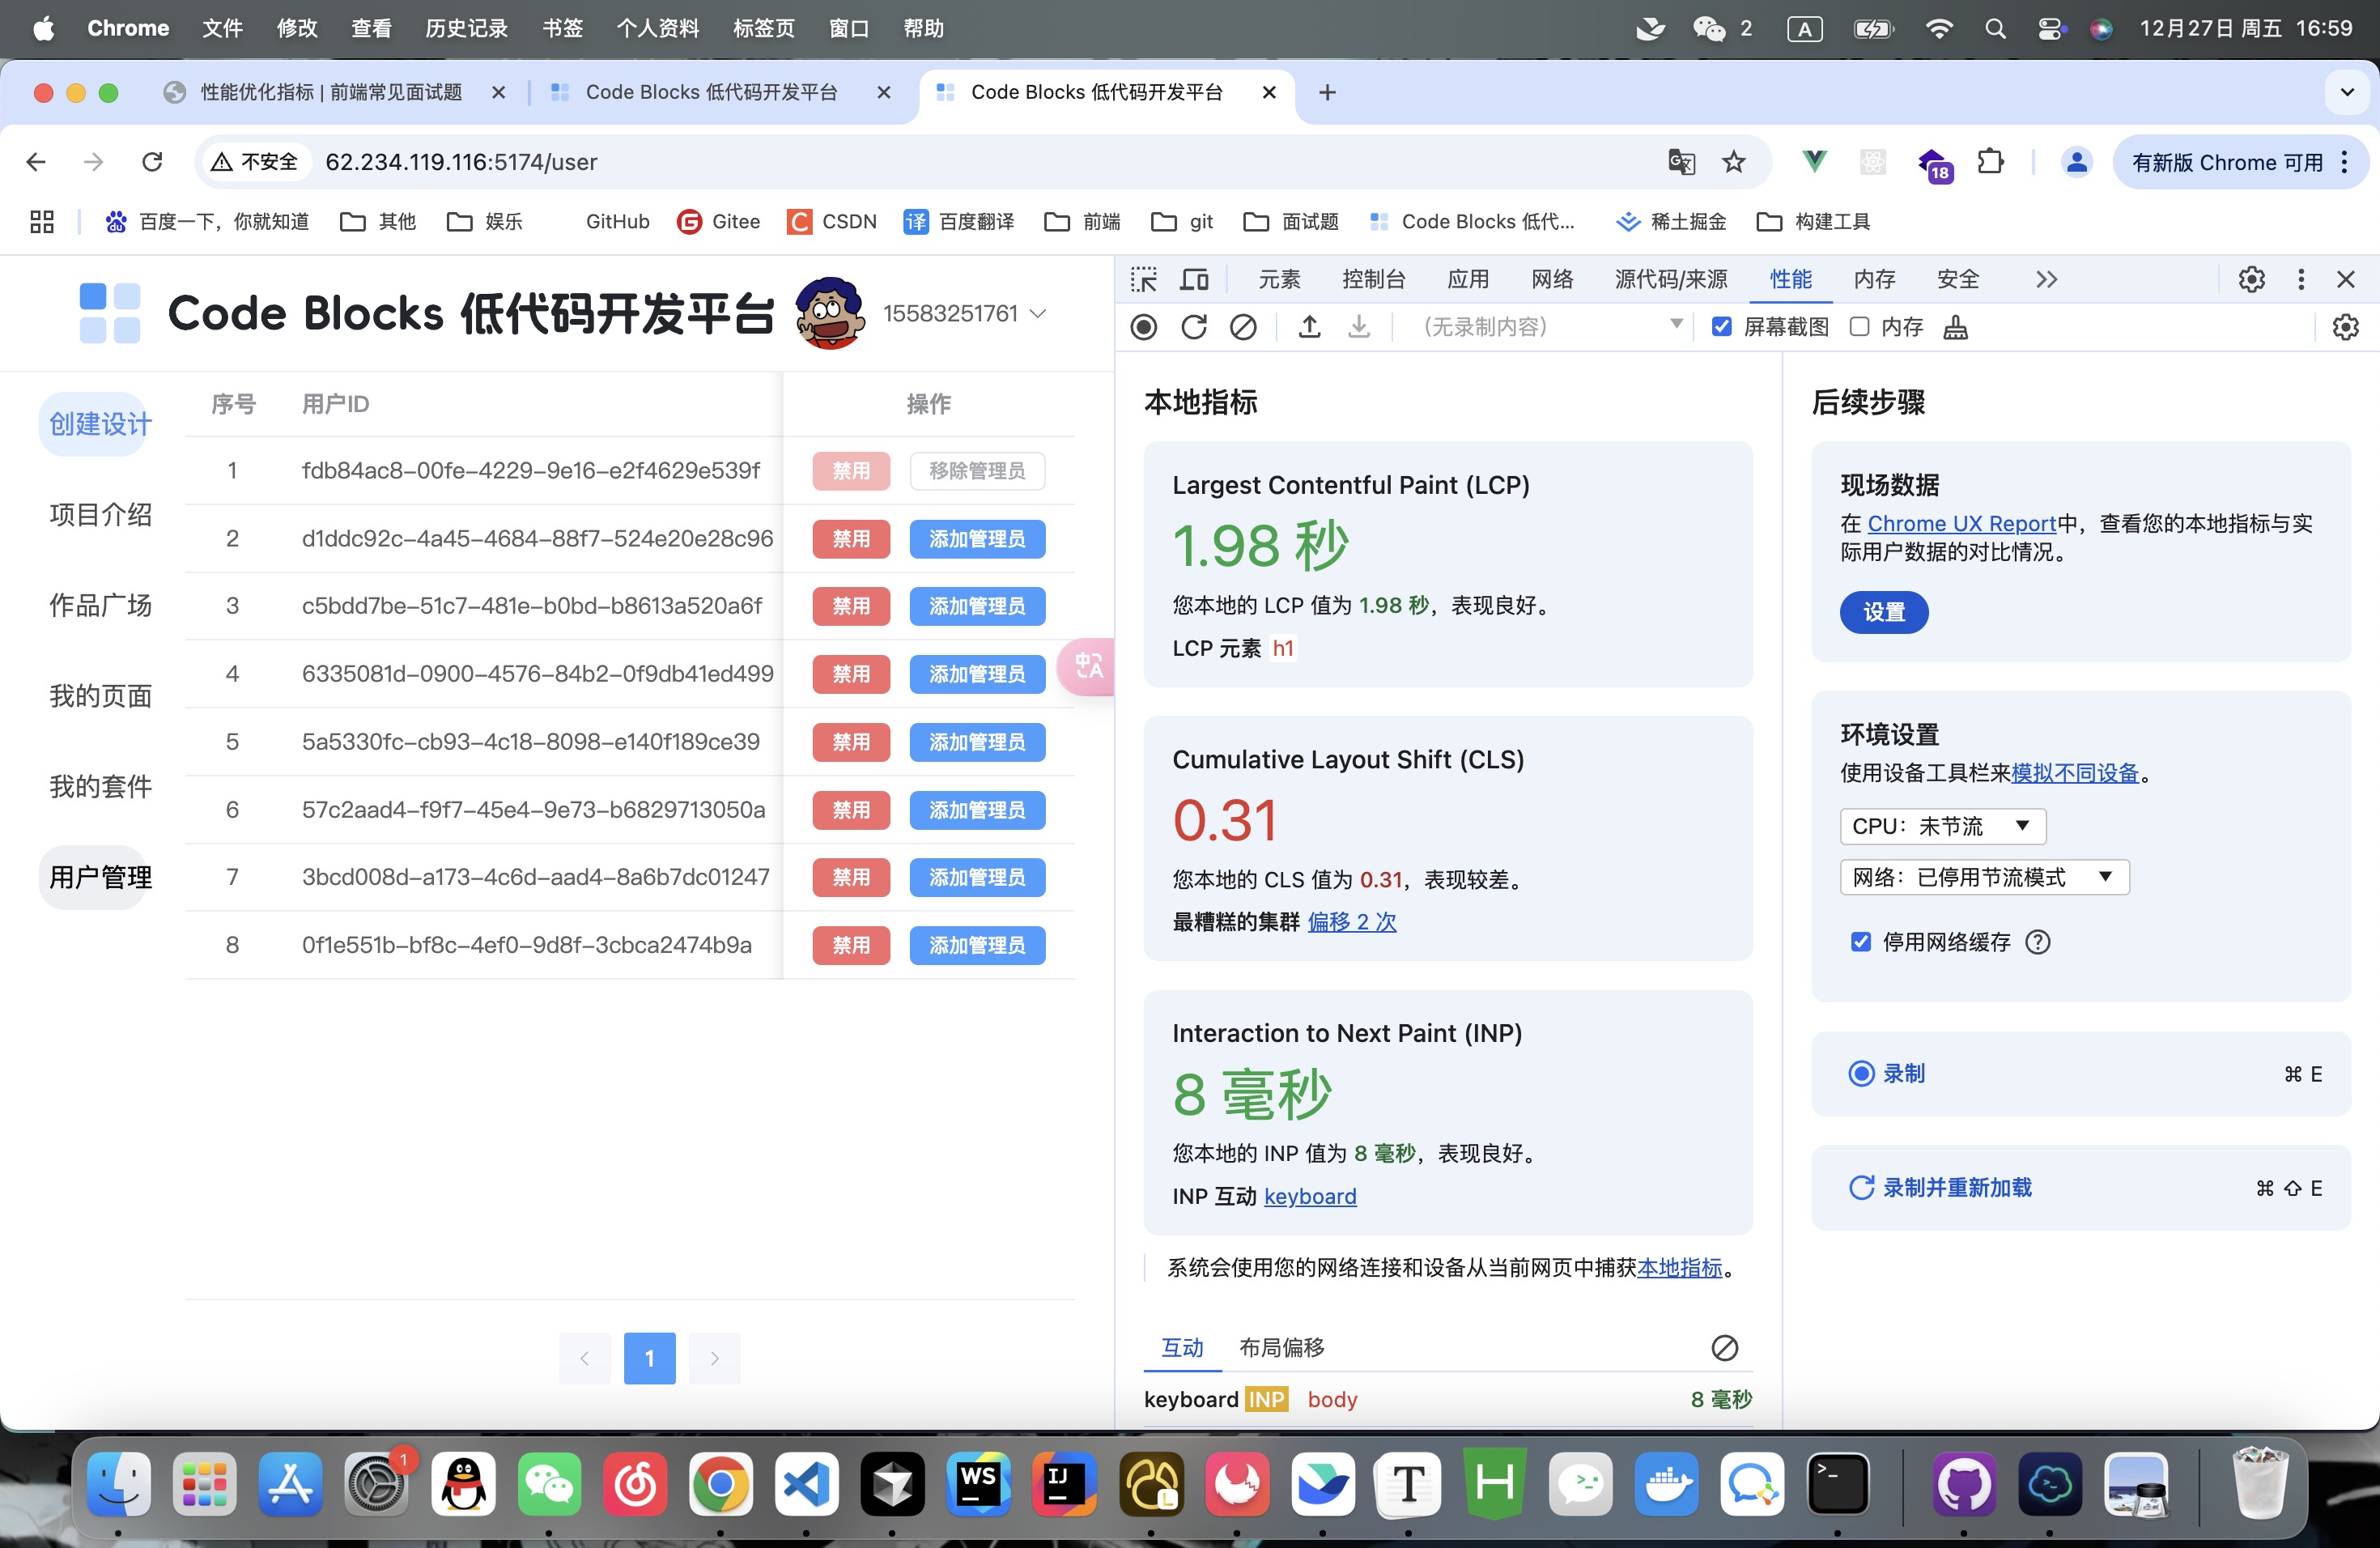 Chrome 文件 修改 查看 历史记录 书签 个人资料 标签页 窗口 帮助 2 A 12月27日 周五 16:59
性能优化指标 | 前端常见面试题 Code Blocks 低代码开发平台 Code Blocks 低代码开发平台
不安全 62.234.119.116:5174/user 18 有新版 Chrome 可用
百度一下，你就知道 其他 娱乐 GitHub Gitee CSDN 百度翻译 前端 git 面试题 Code Blocks 低代... 稀土掘金 构建工具
Code Blocks 低代码开发平台 15583251761
创建设计
项目介绍
作品广场
我的页面
我的套件
用户管理
序号 用户ID 操作
1 fdb84ac8-00fe-4229-9e16-e2f4629e539f 禁用 移除管理员
2 d1ddc92c-4a45-4684-88f7-524e20e28c96 禁用 添加管理员
3 c5bdd7be-51c7-481e-b0bd-b8613a520a6f 禁用 添加管理员
4 6335081d-0900-4576-84b2-0f9db41ed499 禁用 添加管理员
5 5a5330fc-cb93-4c18-8098-e140f189ce39 禁用 添加管理员
6 57c2aad4-f9f7-45e4-9e73-b6829713050a 禁用 添加管理员
7 3bcd008d-a173-4c6d-aad4-8a6b7dc01247 禁用 添加管理员
8 0f1e551b-bf8c-4ef0-9d8f-3cbca2474b9a 禁用 添加管理员
1
元素 控制台 应用 网络 源代码/来源 性能 内存 安全
(无录制内容) 屏幕截图 内存
本地指标
Largest Contentful Paint (LCP)
1.98 秒
您本地的 LCP 值为 1.98 秒，表现良好。
LCP 元素 h1
Cumulative Layout Shift (CLS)
0.31
您本地的 CLS 值为 0.31，表现较差。
最糟糕的集群 偏移 2 次
Interaction to Next Paint (INP)
8 毫秒
您本地的 INP 值为 8 毫秒，表现良好。
INP 互动 keyboard
系统会使用您的网络连接和设备从当前网页中捕获本地指标。
互动 布局偏移
keyboard INP body 8 毫秒
后续步骤
现场数据
在 Chrome UX Report中，查看您的本地指标与实
际用户数据的对比情况。
设置
环境设置
使用设备工具栏来模拟不同设备。
CPU：未节流
网络：已停用节流模式
停用网络缓存
录制 ⌘ E
录制并重新加载 ⌘ ⇧ E
1 WS IJ L T H